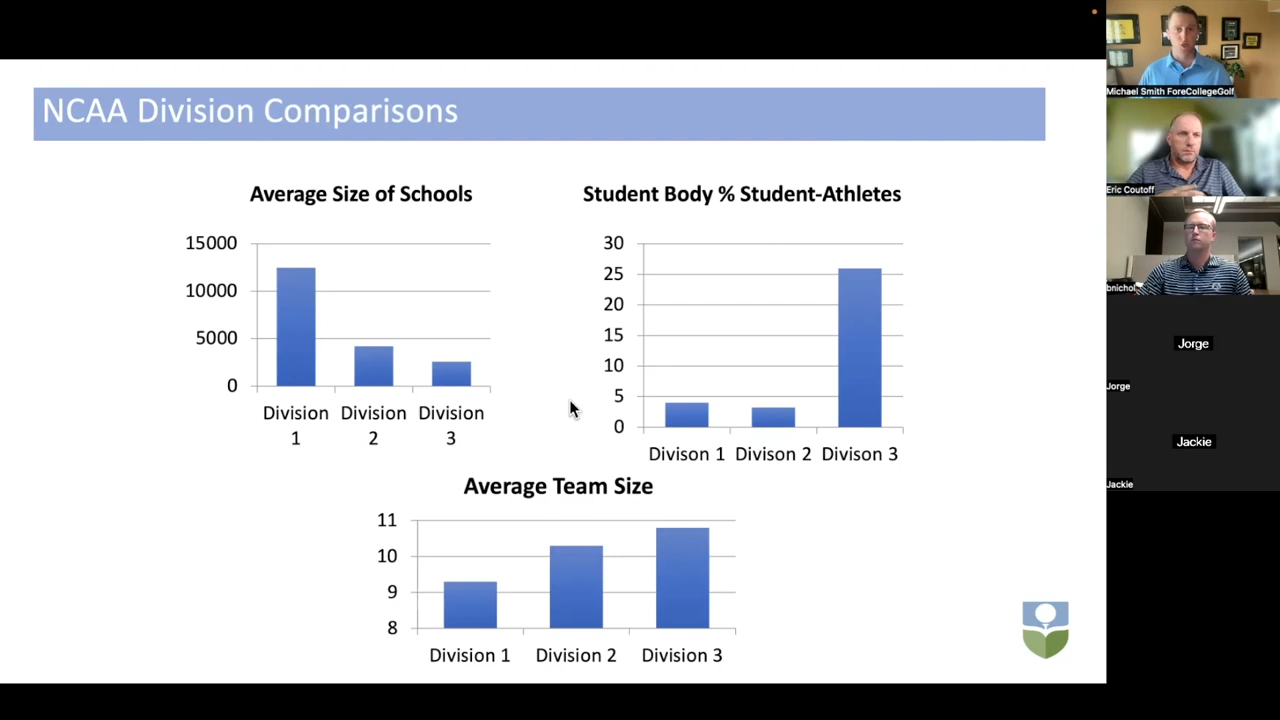 NCAA Division Comparisons
Average Size of Schools
15000
10000
5000
0
Division
1
Division
2
Division
3
Student Body % Student-Athletes
30
25
20
15
10
5
0
Divison 1 Divison 2 Divison 3
Average Team Size
11
10
9
8
Division 1 Division 2 Division 3
Michael Smith ForeCollegeGolf
Eric Coutoff
bnichol
Jorge
Jorge
Jackie
Jackie